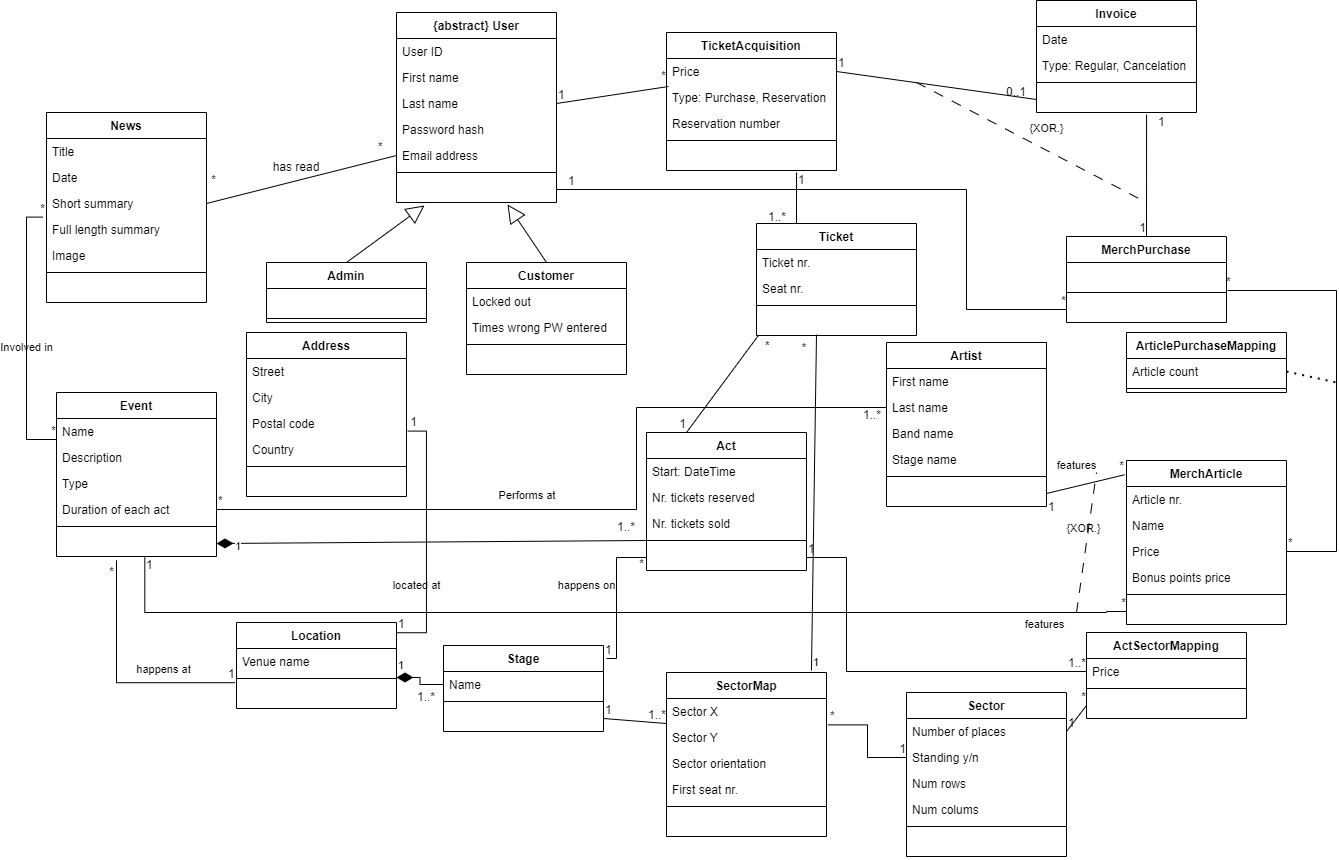 {abstract} User
User ID
First name
Last name
Password hash
Email address
TicketAcquisition
Price
Type: Purchase, Reservation
Reservation number
Invoice
Date
Type: Regular, Cancelation
1
*
1
0..1
{XOR.}
1
1
News
Title
Date
Short summary
Full length summary
Image
*
has read
*
*
Involved in
*
1
*
1
1..*
Ticket
Ticket nr.
Seat nr.
*
*
MerchPurchase
*
ArticlePurchaseMapping
Article count
*
Admin
Customer
Locked out
Times wrong PW entered
Address
Street
City
Postal code
Country
1
located at
1
Event
Name
Description
Type
Duration of each act
*
Performs at
1..*
1
1..*
Artist
First name
Last name
Band name
Stage name
1
features
*
{XOR.}
Act
Start: DateTime
Nr. tickets reserved
Nr. tickets sold
1
1
*
happens on
1
MerchArticle
Article nr.
Name
Price
Bonus points price
1
features
*
*
happens at
1
Location
Venue name
1
1..*
Stage
Name
1
1..*
SectorMap
Sector X
Sector Y
Sector orientation
First seat nr.
1
*
1
Sector
Number of places
Standing y/n
Num rows
Num colums
1
*
1..*
ActSectorMapping
Price